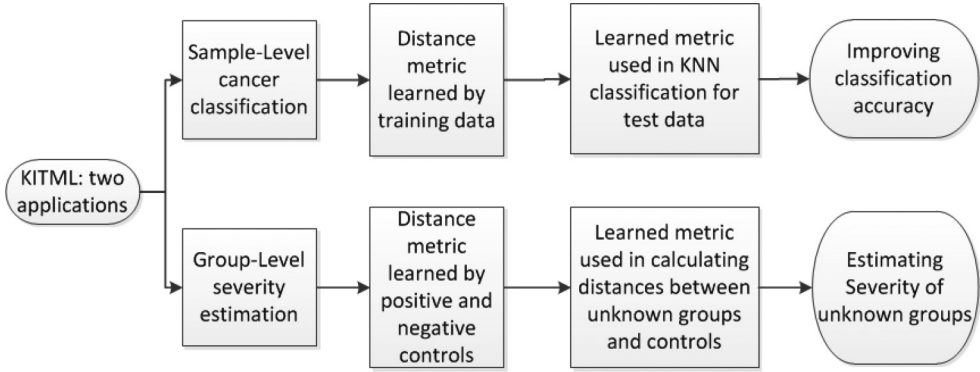 KITML: two
applications
Sample-Level
cancer
classification
Distance
metric
learned by
training data
Learned metric
used in KNN
classification for
test data
Improving
classification
accuracy
Group-Level
severity
estimation
Distance
metric
learned by
positive and
negative
controls
Learned metric
used in calculating
distances between
unknown groups
and controls
Estimating
Severity of
unknown groups